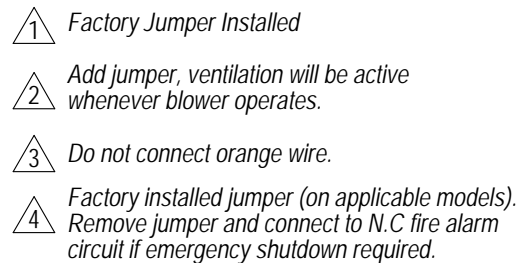 1 Factory Jumper Installed
2 Add jumper, ventilation will be active
whenever blower operates.
3 Do not connect orange wire.
4 Factory installed jumper (on applicable models).
Remove jumper and connect to N.C fire alarm
circuit if emergency shutdown required.